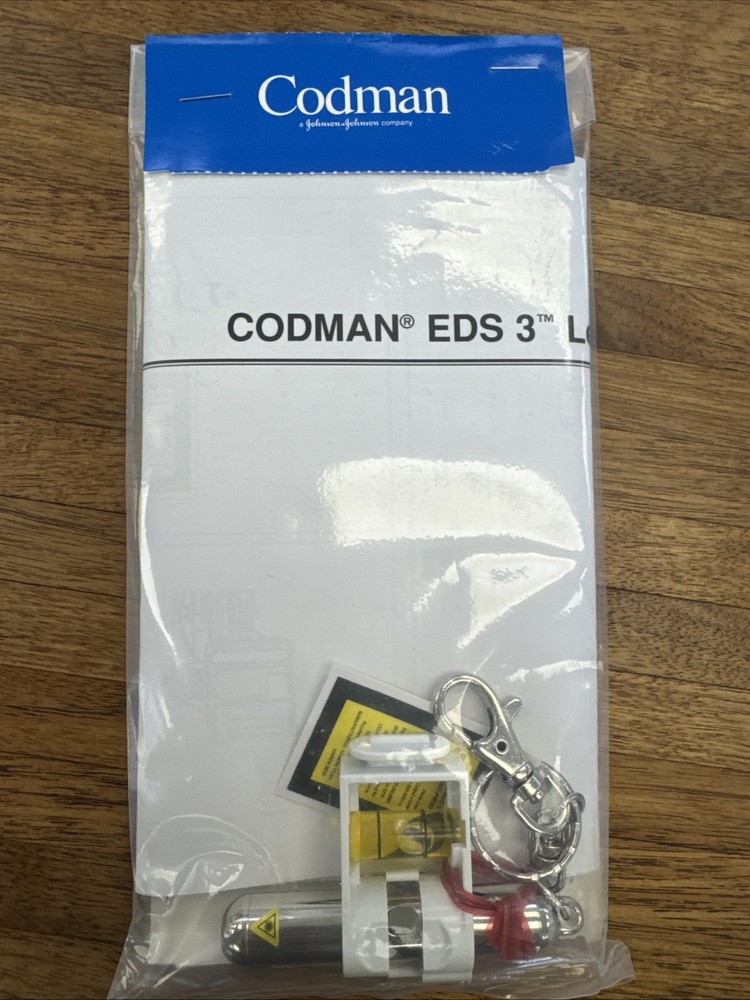 Codman
a Johnson & Johnson company
CODMAN® EDS 3™ L